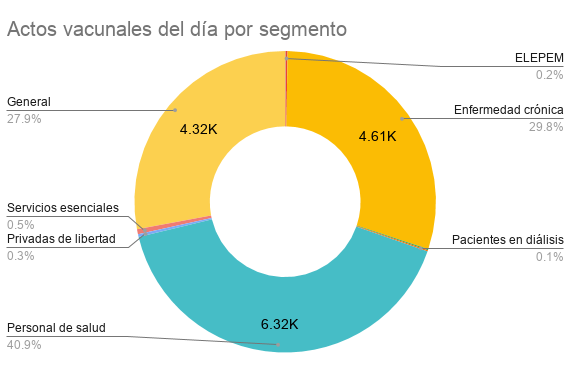 Actos vacunales del día por segmento
ELEPEM
0.2%
General
27.9%
Enfermedad crónica
29.8%
4.32K
4.61K
Servicios esenciales
0.5%
Privadas de libertad
0.3%
Pacientes en diálisis
0.1%
6.32K
Personal de salud
40.9%